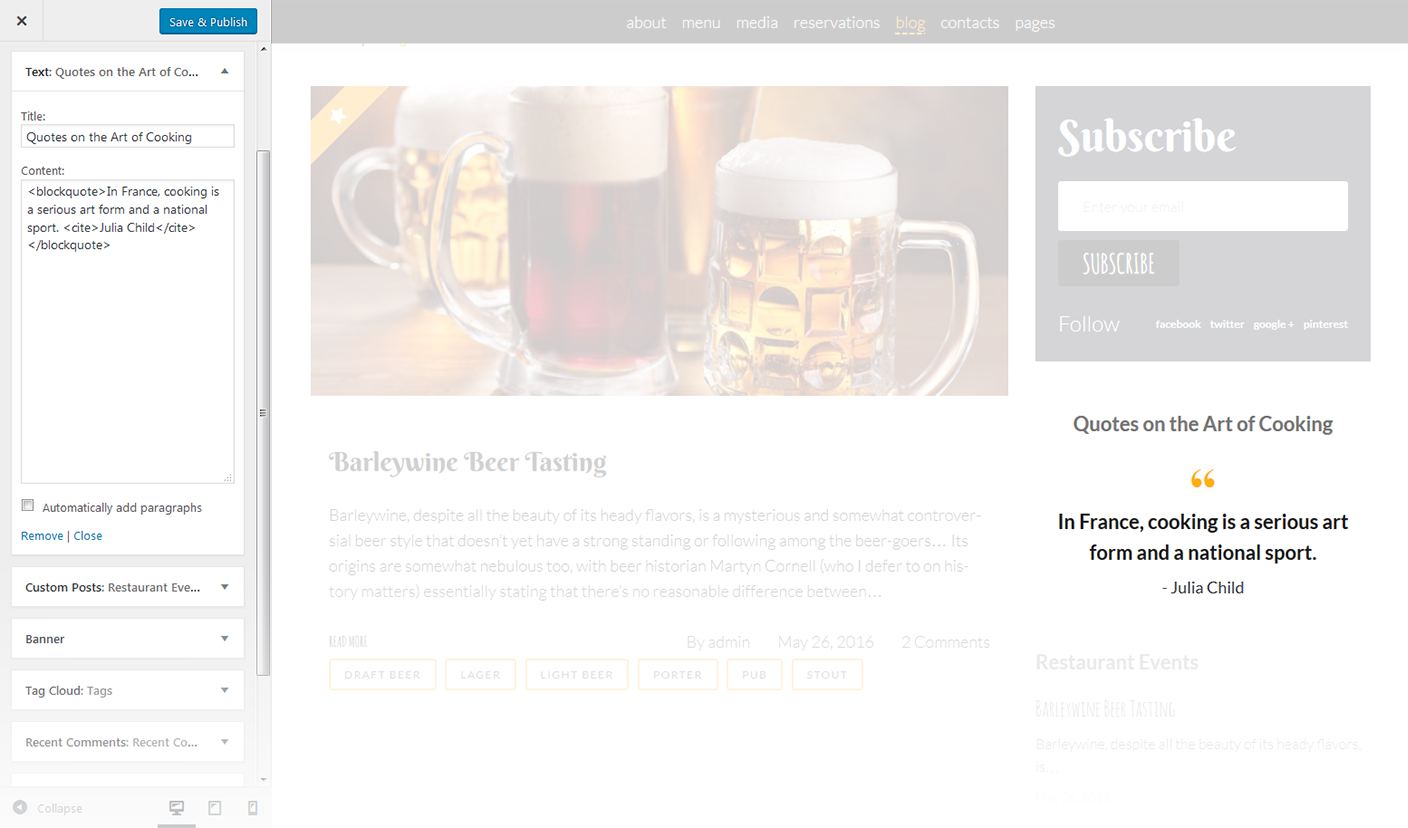 Save & Publish
Text: Quotes on the Art of Co...
Title:
Quotes on the Art of Cooking
Content:
<blockquote>In France, cooking is
a serious art form and a national
sport. <cite>Julia Child</cite>
</blockquote>
Automatically add paragraphs
Remove | Close
Custom Posts: Restaurant Eve...
Banner
Tag Cloud: Tags
Recent Comments: Recent Co...
Collapse
about menu media reservations blog contacts pages
Barleywine Beer Tasting
Barleywine, despite all the beauty of its heady flavors, is a mysterious and somewhat controver-
sial beer style that doesn't yet have a strong standing or following among the beer-goers... Its
origins are somewhat nebulous too, with beer historian Martyn Cornell (who I defer to on his-
tory matters) essentially stating that there's no reasonable difference between...
READ MORE By admin May 26, 2016 2 Comments
DRAFT BEER LAGER LIGHT BEER PORTER PUB STOUT
Subscribe
Enter your email
SUBSCRIBE
Follow facebook twitter google + pinterest
Quotes on the Art of Cooking
“
In France, cooking is a serious art
form and a national sport.
- Julia Child
Restaurant Events
Barleywine Beer Tasting
Barleywine, despite all the beauty of its heady flavors,
is...